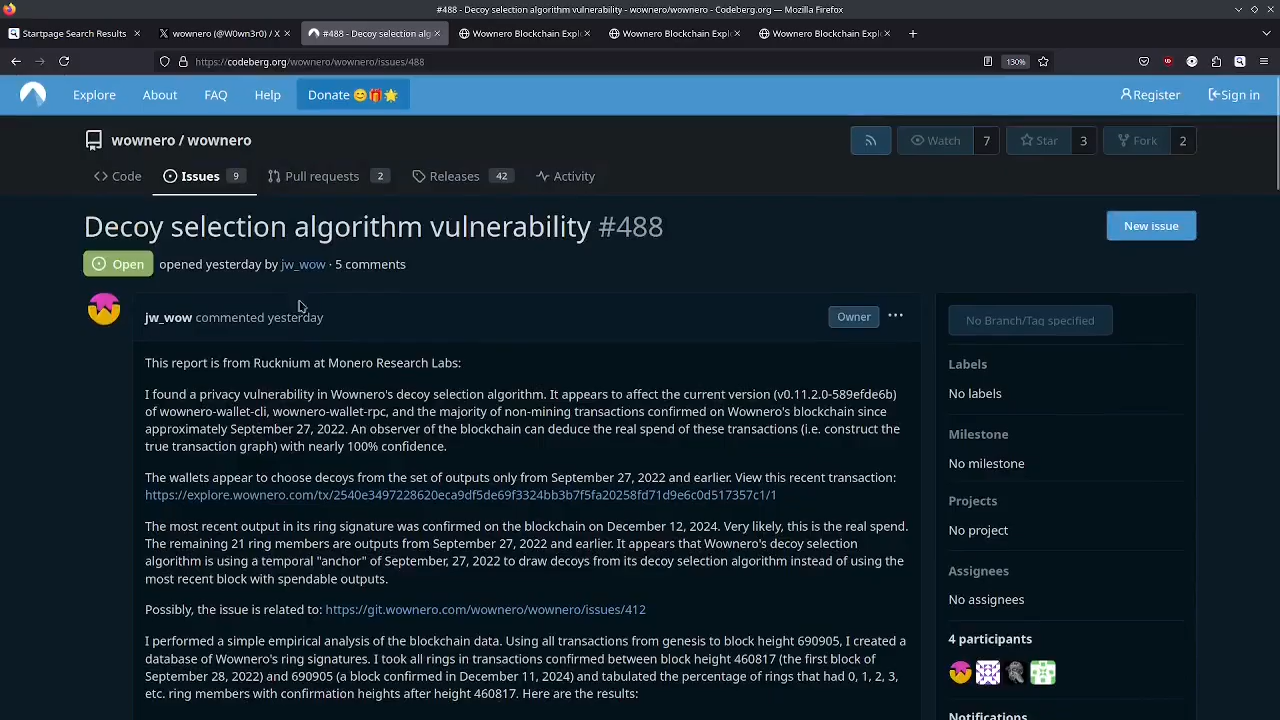 #488 - Decoy selection algorithm vulnerability - wownero/wownero - Codeberg.org — Mozilla Firefox
Startpage Search Results
wownero (@W0wn3r0) / X
#488 - Decoy selection alg
Wownero Blockchain Expl
Wownero Blockchain Expl
Wownero Blockchain Expl
https://codeberg.org/wownero/wownero/issues/488
130%
Explore About FAQ Help Donate 😊🎁🌟 Register Sign in
wownero / wownero Watch 7 Star 3 Fork 2
Code Issues 9 Pull requests 2 Releases 42 Activity
Decoy selection algorithm vulnerability #488
New issue
Open opened yesterday by jw_wow · 5 comments
jw_wow commented yesterday Owner
This report is from Rucknium at Monero Research Labs:
I found a privacy vulnerability in Wownero's decoy selection algorithm. It appears to affect the current version (v0.11.2.0-589efde6b)
of wownero-wallet-cli, wownero-wallet-rpc, and the majority of non-mining transactions confirmed on Wownero's blockchain since
approximately September 27, 2022. An observer of the blockchain can deduce the real spend of these transactions (i.e. construct the
true transaction graph) with nearly 100% confidence.
The wallets appear to choose decoys from the set of outputs only from September 27, 2022 and earlier. View this recent transaction:
https://explore.wownero.com/tx/2540e3497228620eca9df5de69f3324bb3b7f5fa20258fd71d9e6c0d517357c1/1
The most recent output in its ring signature was confirmed on the blockchain on December 12, 2024. Very likely, this is the real spend.
The remaining 21 ring members are outputs from September 27, 2022 and earlier. It appears that Wownero's decoy selection
algorithm is using a temporal "anchor" of September, 27, 2022 to draw decoys from its decoy selection algorithm instead of using the
most recent block with spendable outputs.
Possibly, the issue is related to: https://git.wownero.com/wownero/wownero/issues/412
I performed a simple empirical analysis of the blockchain data. Using all transactions from genesis to block height 690905, I created a
database of Wownero's ring signatures. I took all rings in transactions confirmed between block height 460817 (the first block of
September 28, 2022) and 690905 (a block confirmed in December 11, 2024) and tabulated the percentage of rings that had 0, 1, 2, 3,
etc. ring members with confirmation heights after height 460817. Here are the results:
No Branch/Tag specified
Labels
No labels
Milestone
No milestone
Projects
No project
Assignees
No assignees
4 participants
Notifications